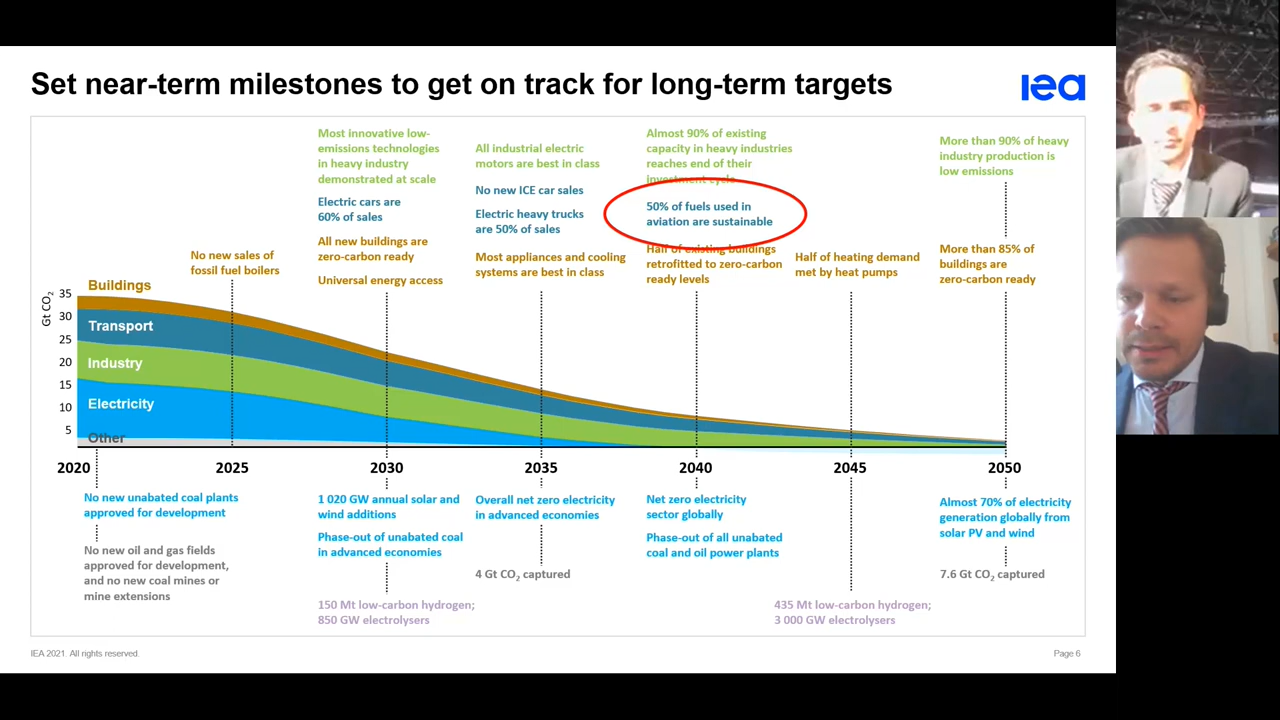 Set near-term milestones to get on track for long-term targets
iea
Most innovative low-
emissions technologies
in heavy industry
demonstrated at scale
Electric cars are
60% of sales
All new buildings are
zero-carbon ready
Universal energy access
All industrial electric
motors are best in class
No new ICE car sales
Electric heavy trucks
are 50% of sales
Most appliances and cooling
systems are best in class
Almost 90% of existing
capacity in heavy industries
reaches end of their
investment cycle
50% of fuels used in
aviation are sustainable
Half of existing buildings
retrofitted to zero-carbon
ready levels
Half of heating demand
met by heat pumps
More than 90% of heavy
industry production is
low emissions
More than 85% of
buildings are
zero-carbon ready
No new sales of
fossil fuel boilers
Gt CO2
35
30
25
20
15
10
5
Buildings
Transport
Industry
Electricity
Other
2020
2025
2030
2035
2040
2045
2050
No new unabated coal plants
approved for development
No new oil and gas fields
approved for development,
and no new coal mines or
mine extensions
1 020 GW annual solar and
wind additions
Phase-out of unabated coal
in advanced economies
150 Mt low-carbon hydrogen;
850 GW electrolysers
Overall net zero electricity
in advanced economies
4 Gt CO2 captured
Net zero electricity
sector globally
Phase-out of all unabated
coal and oil power plants
435 Mt low-carbon hydrogen;
3 000 GW electrolysers
Almost 70% of electricity
generation globally from
solar PV and wind
7.6 Gt CO2 captured
IEA 2021. All rights reserved.
Page 6